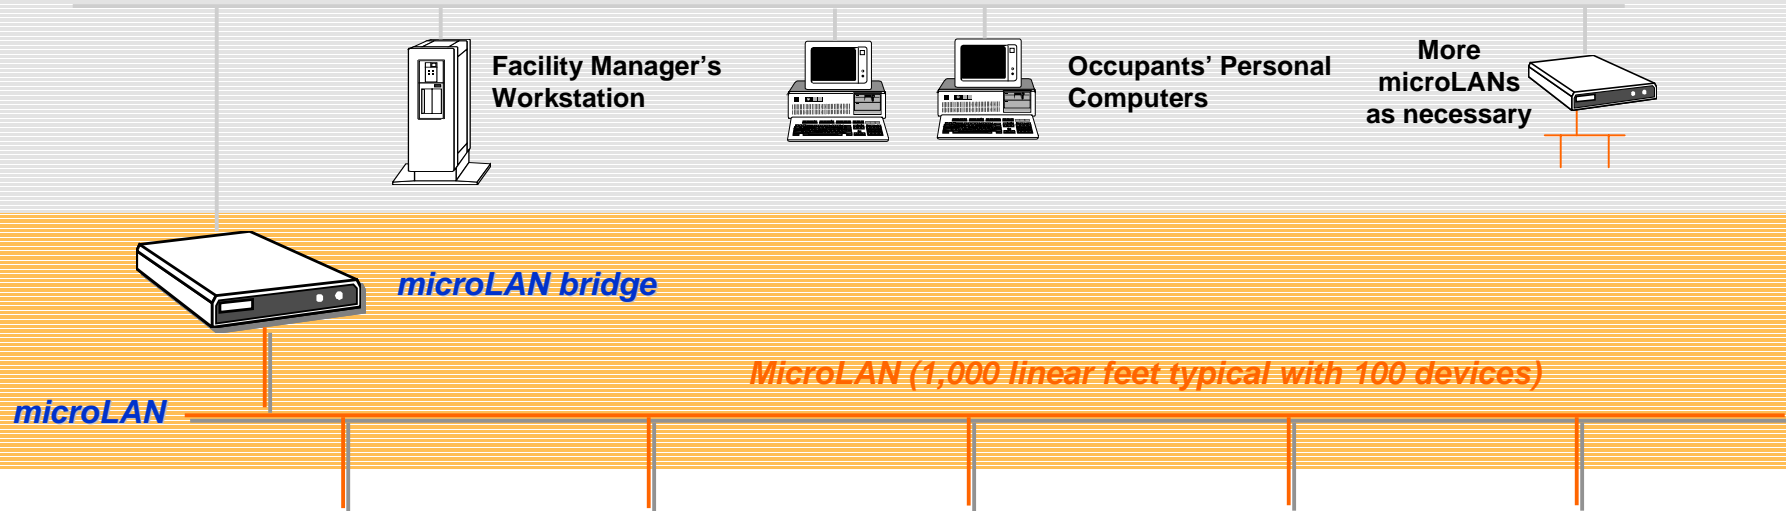 Facility Manager's
Workstation
Occupants' Personal
Computers
More
microLANs
as necessary
microLAN bridge
MicroLAN (1,000 linear feet typical with 100 devices)
microLAN